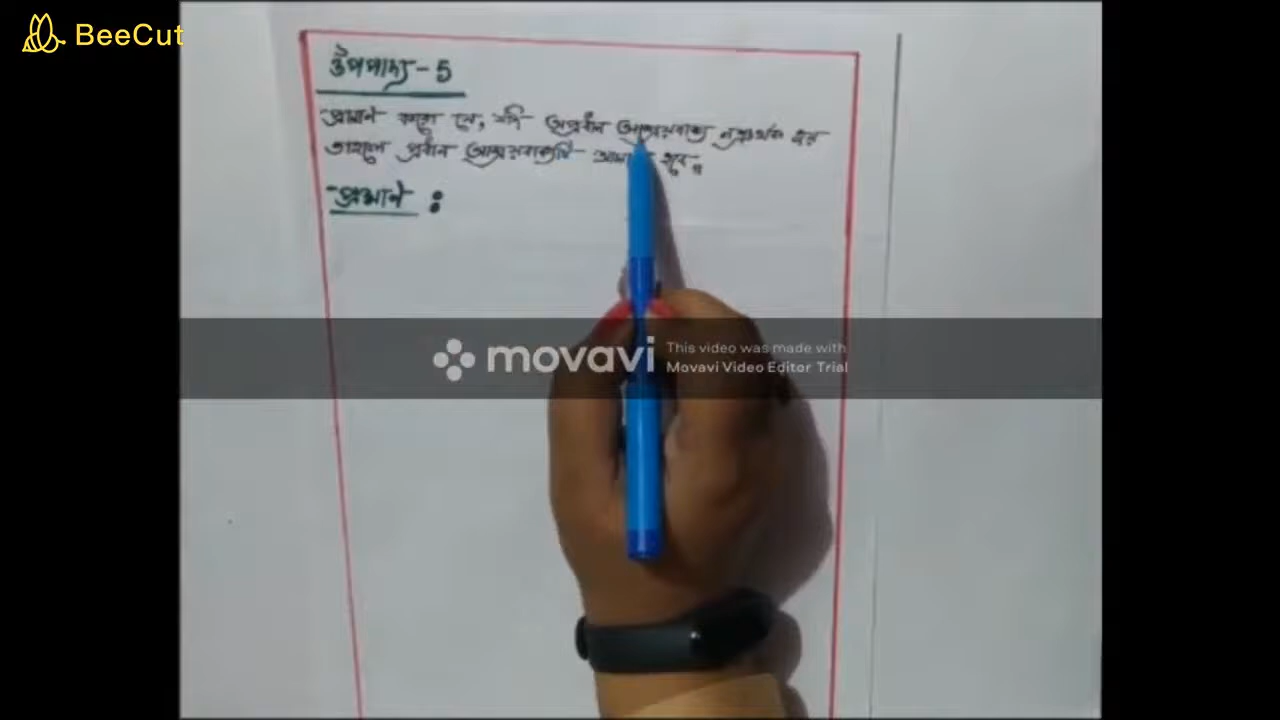 BeeCut
উপপাদ্য - 5
প্রমাণ করো যে, যদি অপ্রধান আশ্রয়বাক্য নঞর্থক হয়
তাহলে প্রধান আশ্রয়বাক্যটি হবে।
প্রমাণ :
movavi
This video was made with
Movavi Video Editor Trial